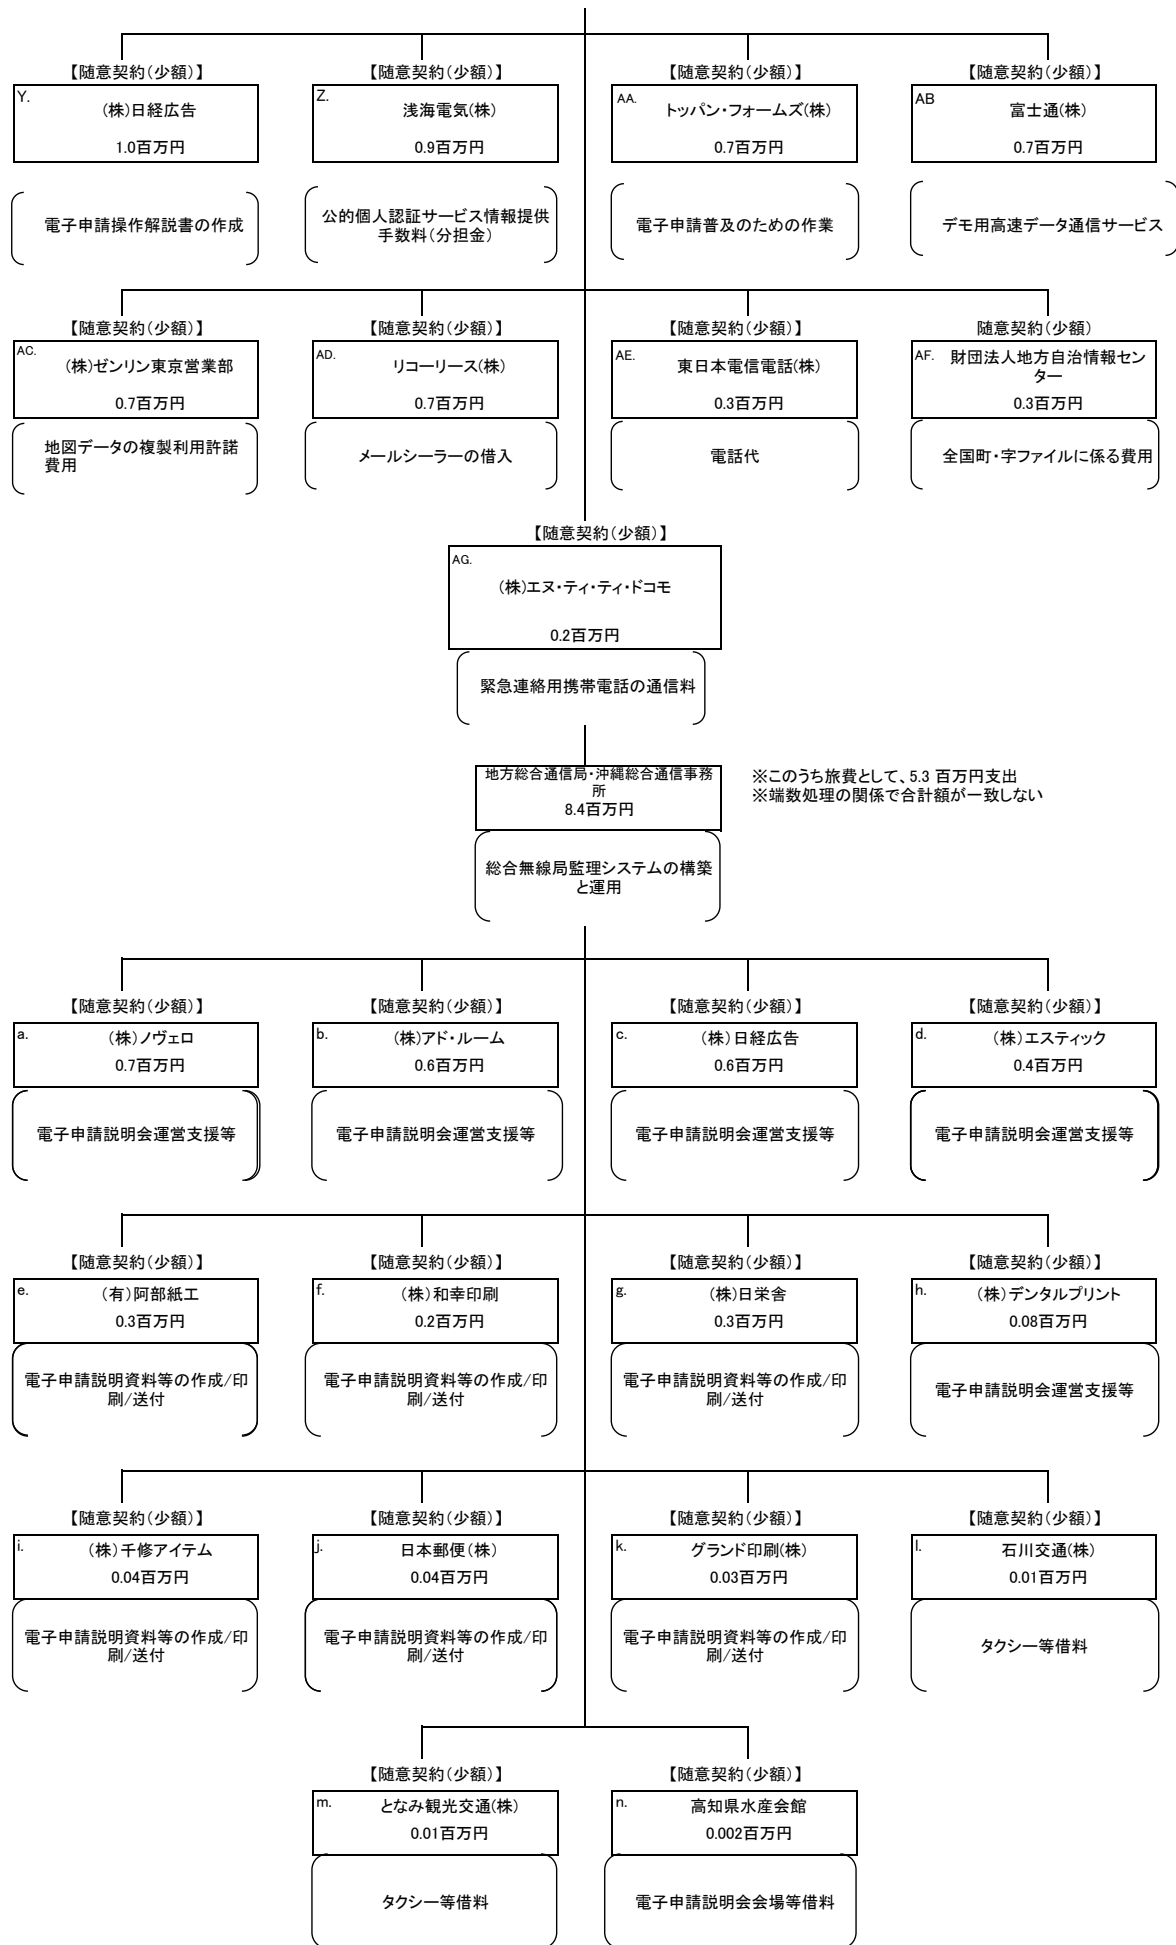 【随意契約(少額)】
Y.
(株)日経広告
1.0百万円
電子申請操作解説書の作成
【随意契約(少額)】
Z.
浅海電気(株)
0.9百万円
公的個人認証サービス情報提供
手数料(分担金)
【随意契約(少額)】
AA.
トッパン・フォームズ(株)
0.7百万円
電子申請普及のための作業
【随意契約(少額)】
AB
富士通(株)
0.7百万円
デモ用高速データ通信サービス
【随意契約(少額)】
AC.
(株)ゼンリン東京営業部
0.7百万円
地図データの複製利用許諾
費用
【随意契約(少額)】
AD.
リコーリース(株)
0.7百万円
メールシーラーの借入
【随意契約(少額)】
AE.
東日本電信電話(株)
0.3百万円
電話代
随意契約(少額)
AF.
財団法人地方自治情報セン
ター
0.3百万円
全国町・字ファイルに係る費用
【随意契約(少額)】
AG.
(株)エヌ・ティ・ティ・ドコモ
0.2百万円
緊急連絡用携帯電話の通信料
地方総合通信局・沖縄総合通信事務
所
8.4百万円
※このうち旅費として、5.3 百万円支出
※端数処理の関係で合計額が一致しない
総合無線局監理システムの構築
と運用
【随意契約(少額)】
a.
(株)ノヴェロ
0.7百万円
電子申請説明会運営支援等
【随意契約(少額)】
b.
(株)アド・ルーム
0.6百万円
電子申請説明会運営支援等
【随意契約(少額)】
c.
(株)日経広告
0.6百万円
電子申請説明会運営支援等
【随意契約(少額)】
d.
(株)エスティック
0.4百万円
電子申請説明会運営支援等
【随意契約(少額)】
e.
(有)阿部紙工
0.3百万円
電子申請説明資料等の作成/印
刷/送付
【随意契約(少額)】
f.
(株)和幸印刷
0.2百万円
電子申請説明資料等の作成/印
刷/送付
【随意契約(少額)】
g.
(株)日栄舎
0.3百万円
電子申請説明資料等の作成/印
刷/送付
【随意契約(少額)】
h.
(株)デンタルプリント
0.08百万円
電子申請説明会運営支援等
【随意契約(少額)】
i.
(株)千修アイテム
0.04百万円
電子申請説明資料等の作成/印
刷/送付
【随意契約(少額)】
j.
日本郵便(株)
0.04百万円
電子申請説明資料等の作成/印
刷/送付
【随意契約(少額)】
k.
グランド印刷(株)
0.03百万円
電子申請説明資料等の作成/印
刷/送付
【随意契約(少額)】
l.
石川交通(株)
0.01百万円
タクシー等借料
【随意契約(少額)】
m.
となみ観光交通(株)
0.01百万円
タクシー等借料
【随意契約(少額)】
n.
高知県水産会館
0.002百万円
電子申請説明会会場等借料